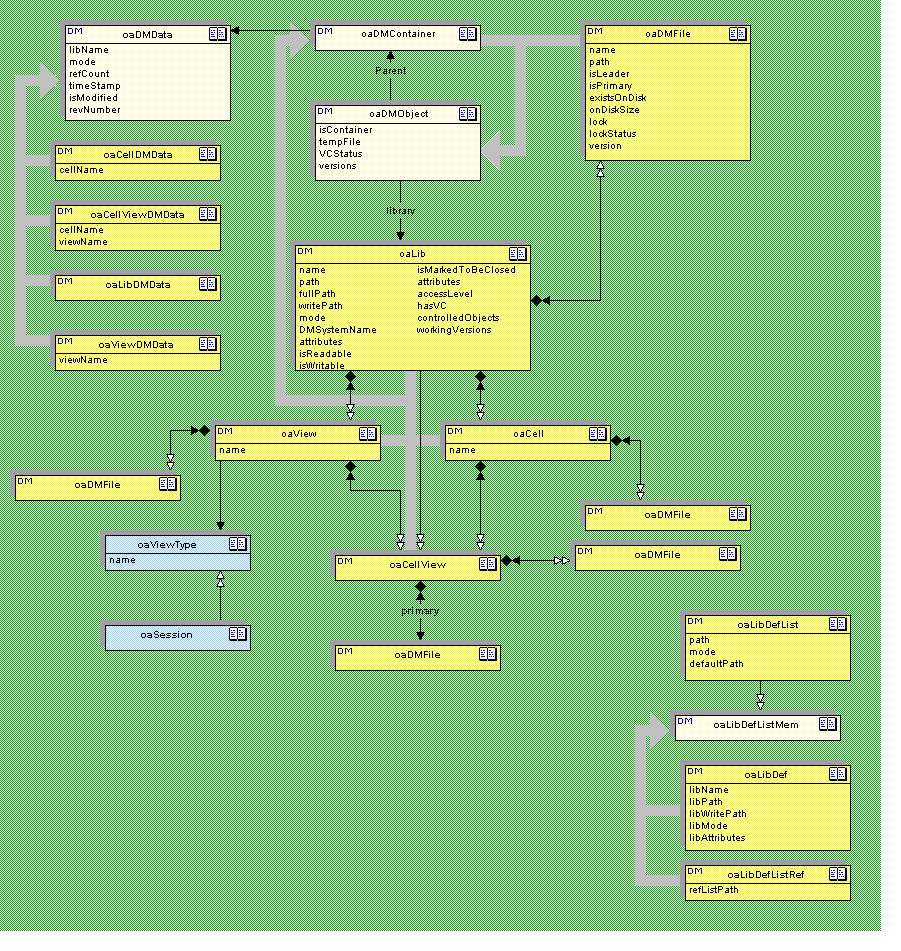 DM oaDMData
libName
mode
refCount
timeStamp
isModified
revNumber
DM oaDMContainer
Parent
DM oaDMFile
name
path
isLeader
isPrimary
existsOnDisk
onDiskSize
lock
lockStatus
version
DM oaDMObject
isContainer
tempFile
VCStatus
versions
library
DM oaCellDMData
cellName
DM oaCellViewDMData
cellName
viewName
DM oaLibDMData
DM oaViewDMData
viewName
DM oaLib
name isMarkedToBeClosed
path attributes
fullPath accessLevel
writePath hasVC
mode controlledObjects
DMSystemName workingVersions
attributes
isReadable
isWritable
DM oaView
name
DM oaCell
name
DM oaDMFile
DM oaDMFile
oaViewType
name
DM oaCellView
DM oaDMFile
primary
oaSession
DM oaDMFile
DM oaLibDefList
path
mode
defaultPath
DM oaLibDefListMem
DM oaLibDef
libName
libPath
libWritePath
libMode
libAttributes
DM oaLibDefListRef
refListPath